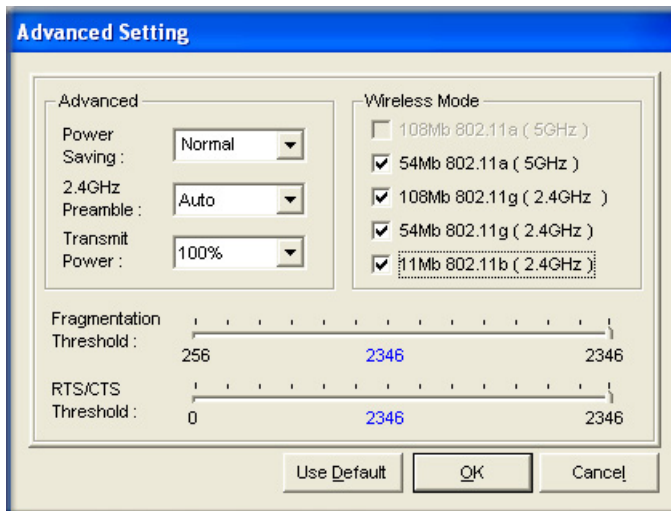 Advanced Setting
Advanced
Power Saving :
Normal
2.4GHz Preamble :
Auto
Transmit Power :
100%
Wireless Mode
108Mb 802.11a ( 5GHz )
54Mb 802.11a ( 5GHz )
108Mb 802.11g ( 2.4GHz )
54Mb 802.11g ( 2.4GHz )
11Mb 802.11b ( 2.4GHz )
Fragmentation Threshold :
256 2346 2346
RTS/CTS Threshold :
0 2346 2346
Use Default OK Cancel